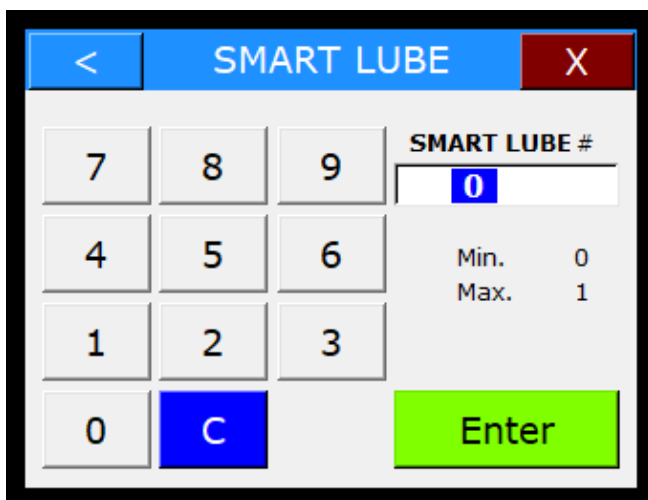 < SMART LUBE X
7 8 9
SMART LUBE #
0
4 5 6
Min. 0
Max. 1
1 2 3
0 C Enter